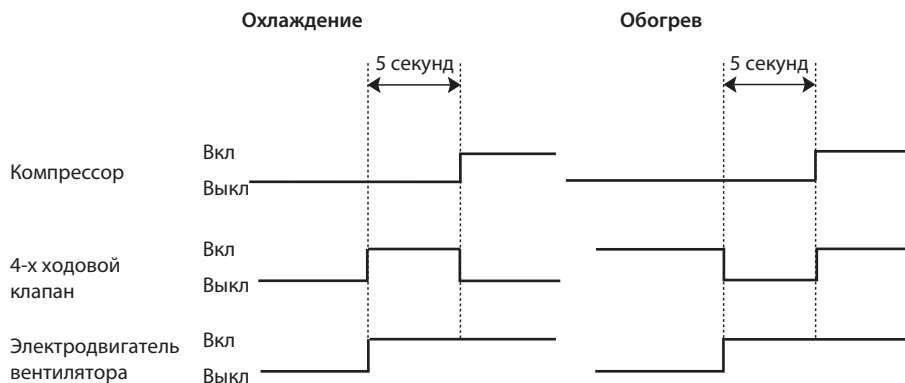 Охлаждение
Обогрев
5 секунд
5 секунд
Компрессор
Вкл
Выкл
4-х ходовой
клапан
Вкл
Выкл
Электродвигатель
вентилятора
Вкл
Выкл